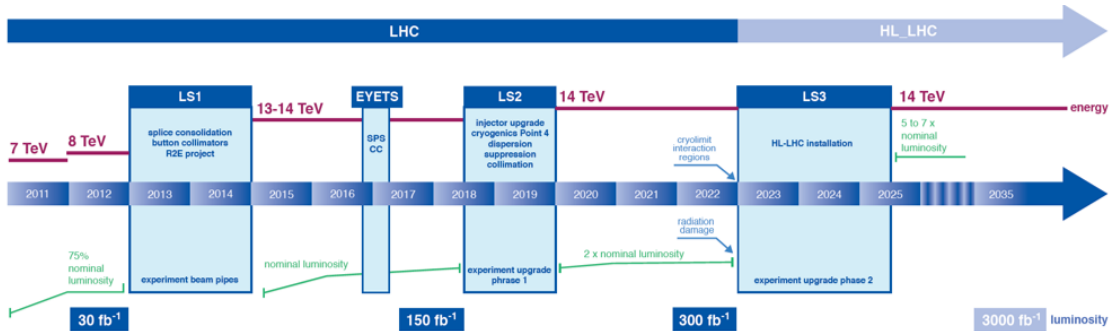 LHC
HL_LHC
LS1
EYETS
LS2
14 TeV
LS3
14 TeV
energy
13-14 TeV
7 TeV
8 TeV
splice consolidation
button collimators
R2E project
SPS
CC
injector upgrade
cryogenics Point 4
dispersion
suppression
collimation
cryolimit
interaction
regions
HL-LHC installation
5 to 7 x
nominal
luminosity
2011
2012
2013
2014
2015
2016
2017
2018
2019
2020
2021
2022
2023
2024
2025
2035
radiation
damage
75%
nominal
luminosity
experiment beam pipes
nominal luminosity
experiment upgrade
phrase 1
2 x nominal luminosity
experiment upgrade phase 2
30 fb-1
150 fb-1
300 fb-1
3000 fb-1
luminosity